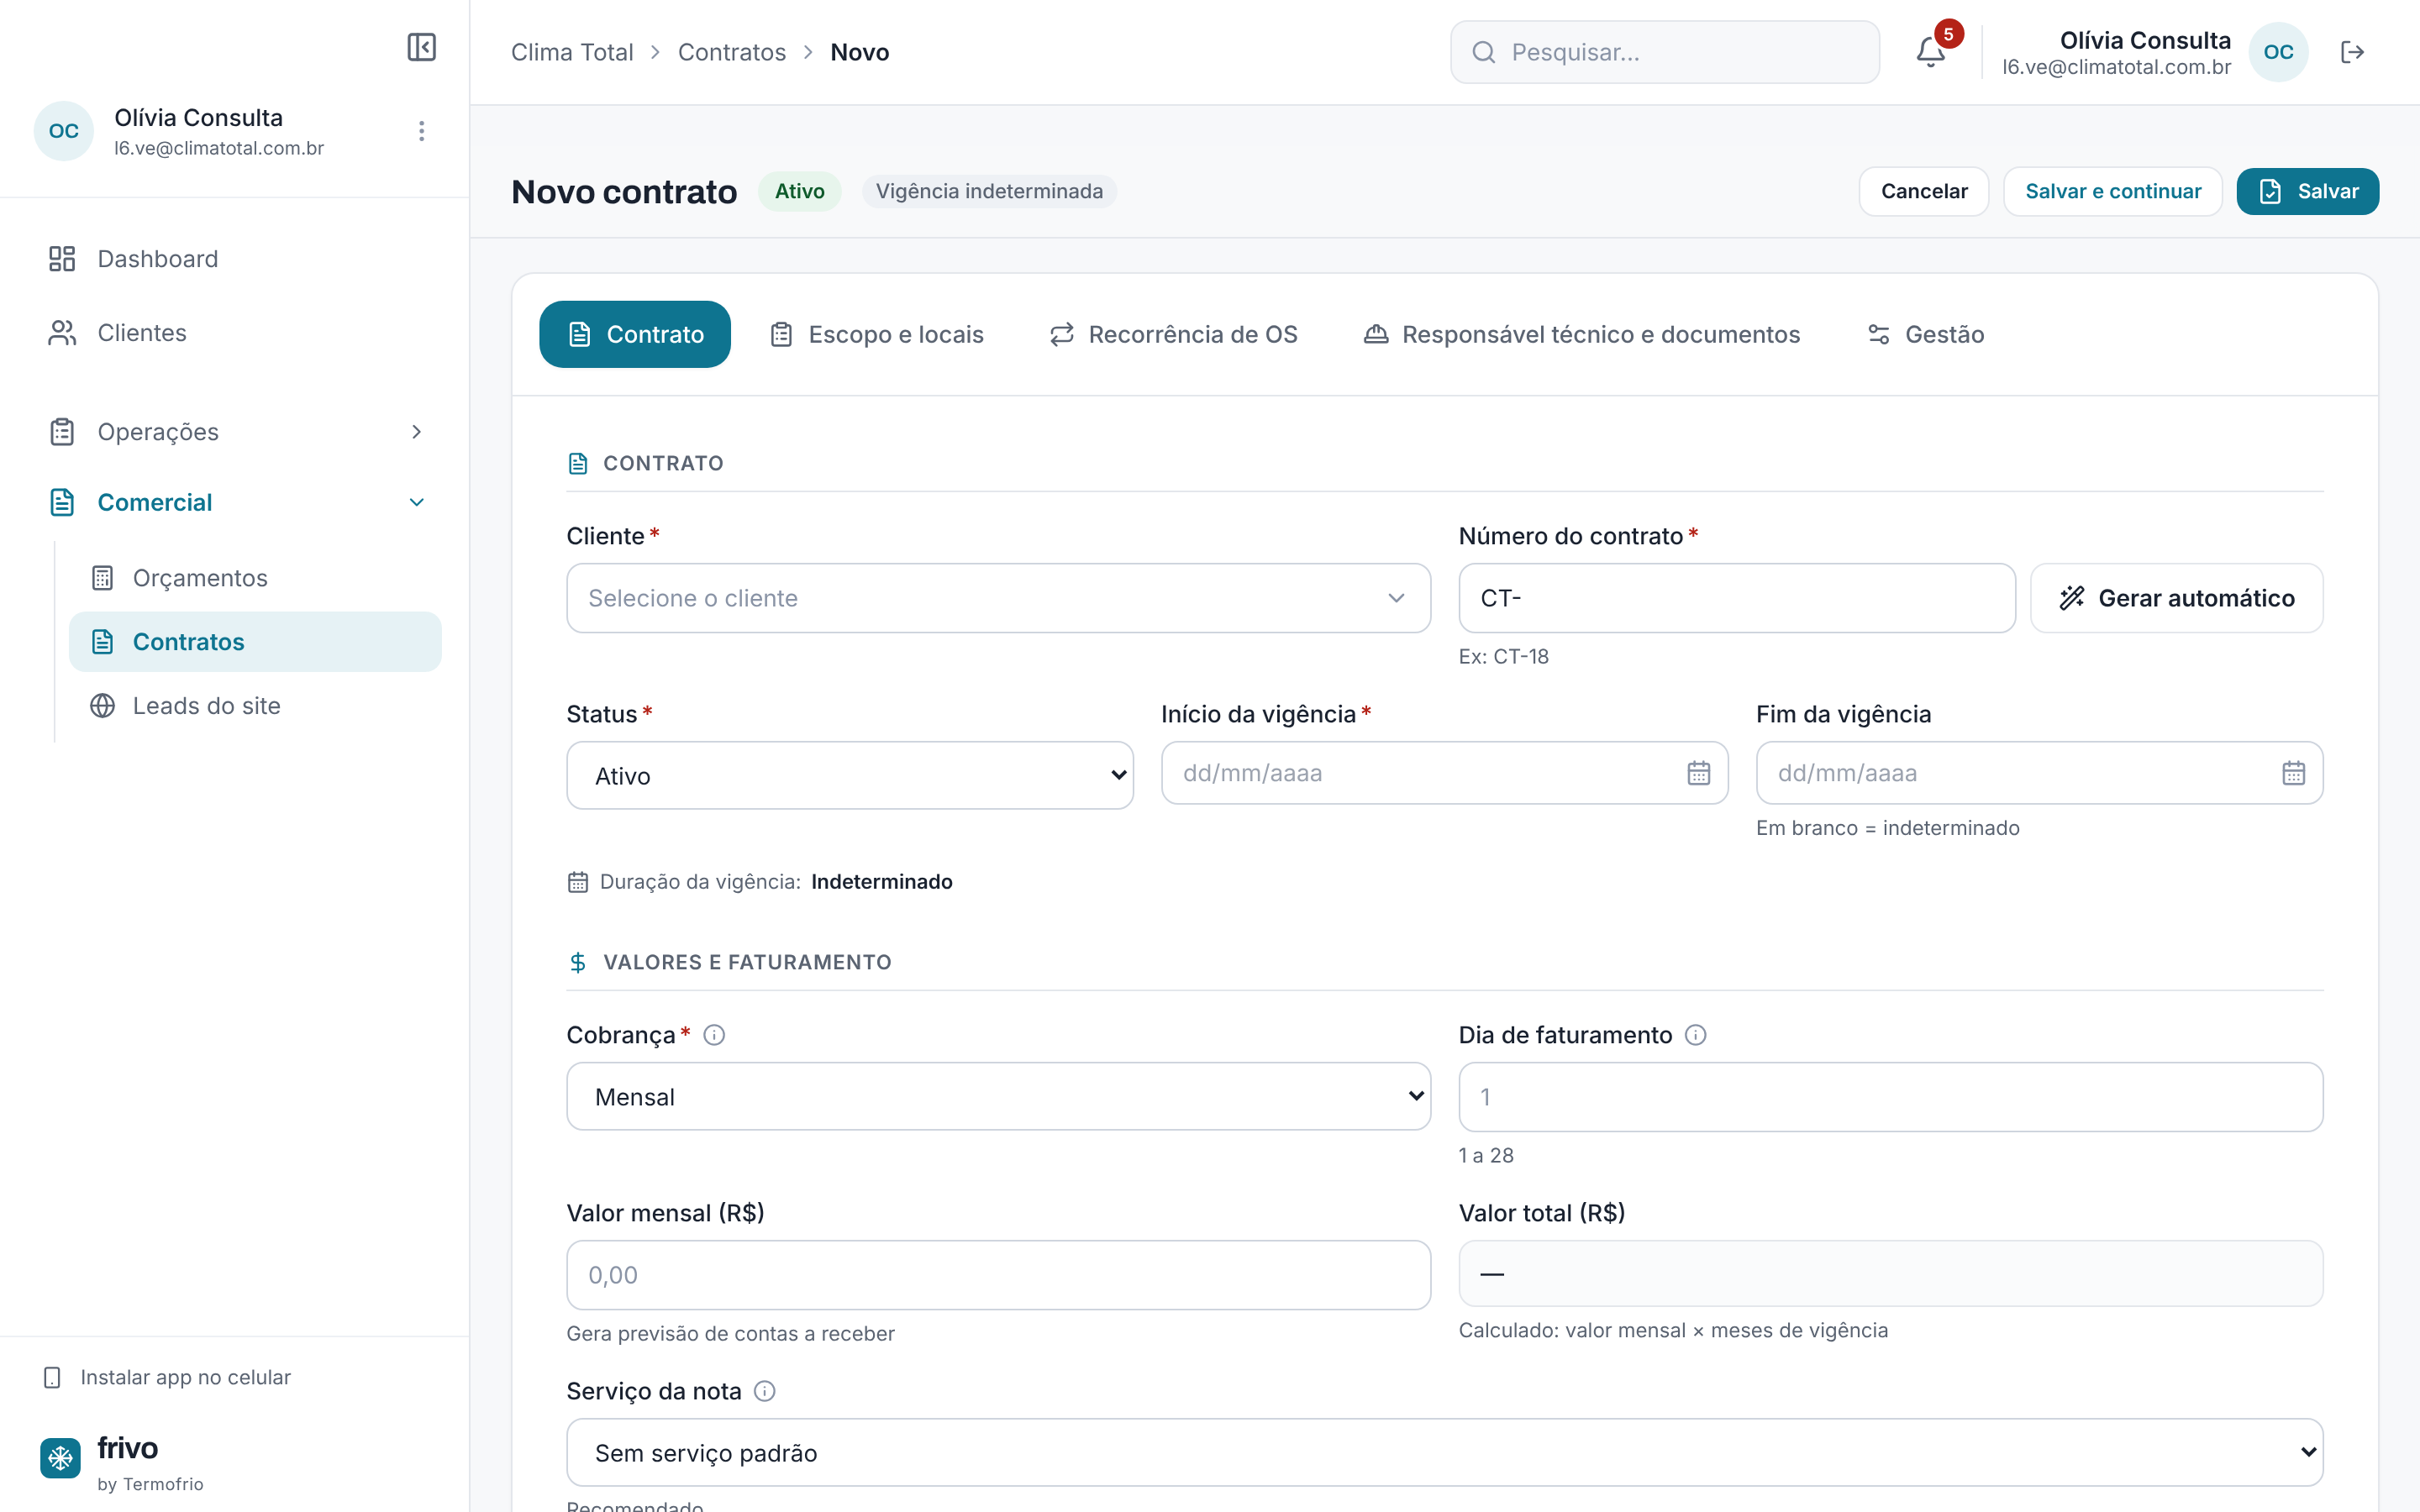 OC
Olívia Consulta
l6.ve@climatotal.com.br
Dashboard
Clientes
Operações
Comercial
Orçamentos
Contratos
Leads do site
Instalar app no celular
frivo
by Termofrio
Clima Total > Contratos > Novo
Pesquisar...
5
Olívia Consulta
l6.ve@climatotal.com.br
OC
Novo contrato
Ativo
Vigência indeterminada
Cancelar
Salvar e continuar
Salvar
Contrato
Escopo e locais
Recorrência de OS
Responsável técnico e documentos
Gestão
CONTRATO
Cliente*
Selecione o cliente
Número do contrato*
CT-
Gerar automático
Ex: CT-18
Status*
Ativo
Início da vigência*
dd/mm/aaaa
Fim da vigência
dd/mm/aaaa
Em branco = indeterminado
Duração da vigência: Indeterminado
VALORES E FATURAMENTO
Cobrança*
Mensal
Dia de faturamento
1
1 a 28
Valor mensal (R$)
0,00
Gera previsão de contas a receber
Valor total (R$)
—
Calculado: valor mensal × meses de vigência
Serviço da nota
Sem serviço padrão
Recomendado